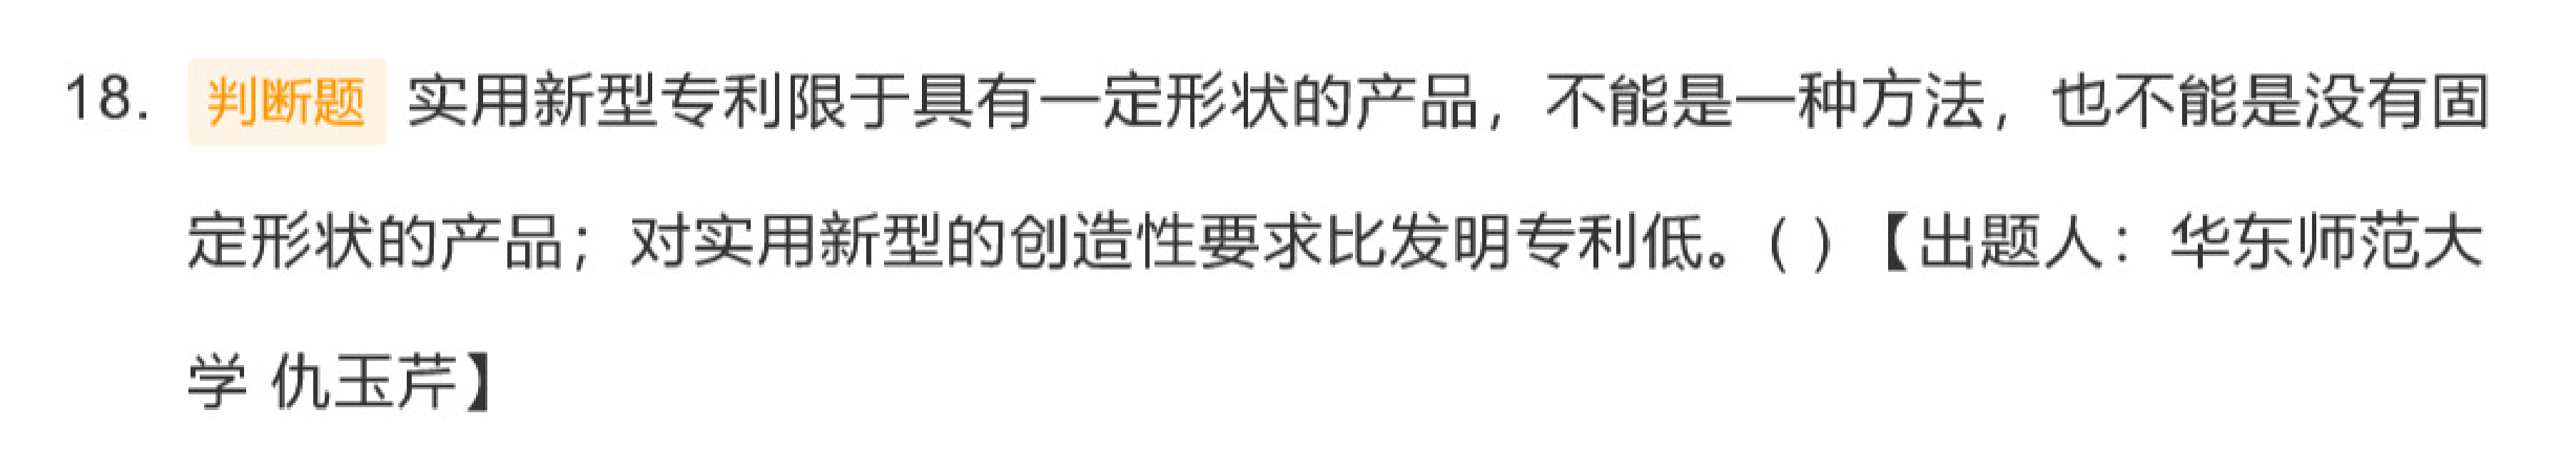 18. 判断题 实用新型专利限于具有一定形状的产品，不能是一种方法，也不能是没有固
定形状的产品；对实用新型的创造性要求比发明专利低。( ) 【出题人：华东师范大
学 仇玉芹】